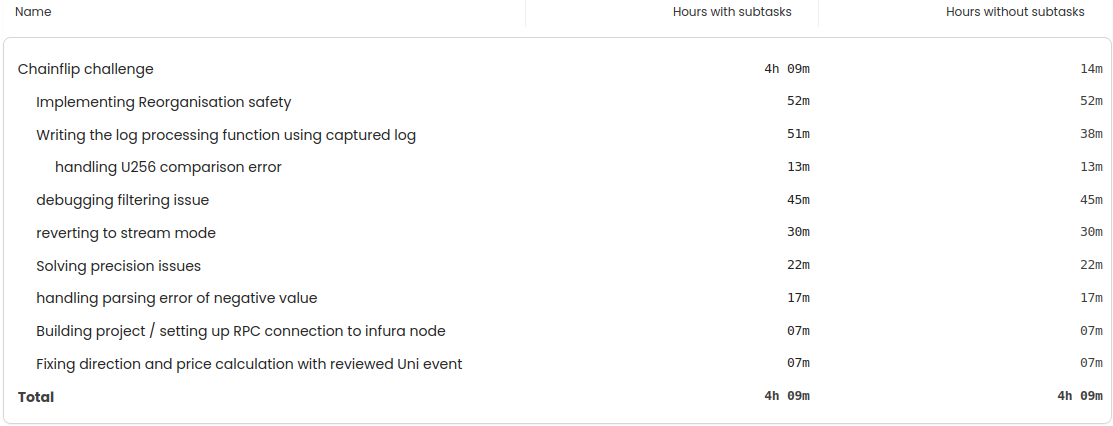 Name Hours with subtasks Hours without subtasks
Chainflip challenge 4h 09m 14m
Implementing Reorganisation safety 52m 52m
Writing the log processing function using captured log 51m 38m
handling U256 comparison error 13m 13m
debugging filtering issue 45m 45m
reverting to stream mode 30m 30m
Solving precision issues 22m 22m
handling parsing error of negative value 17m 17m
Building project / setting up RPC connection to infura node 07m 07m
Fixing direction and price calculation with reviewed Uni event 07m 07m
Total 4h 09m 4h 09m